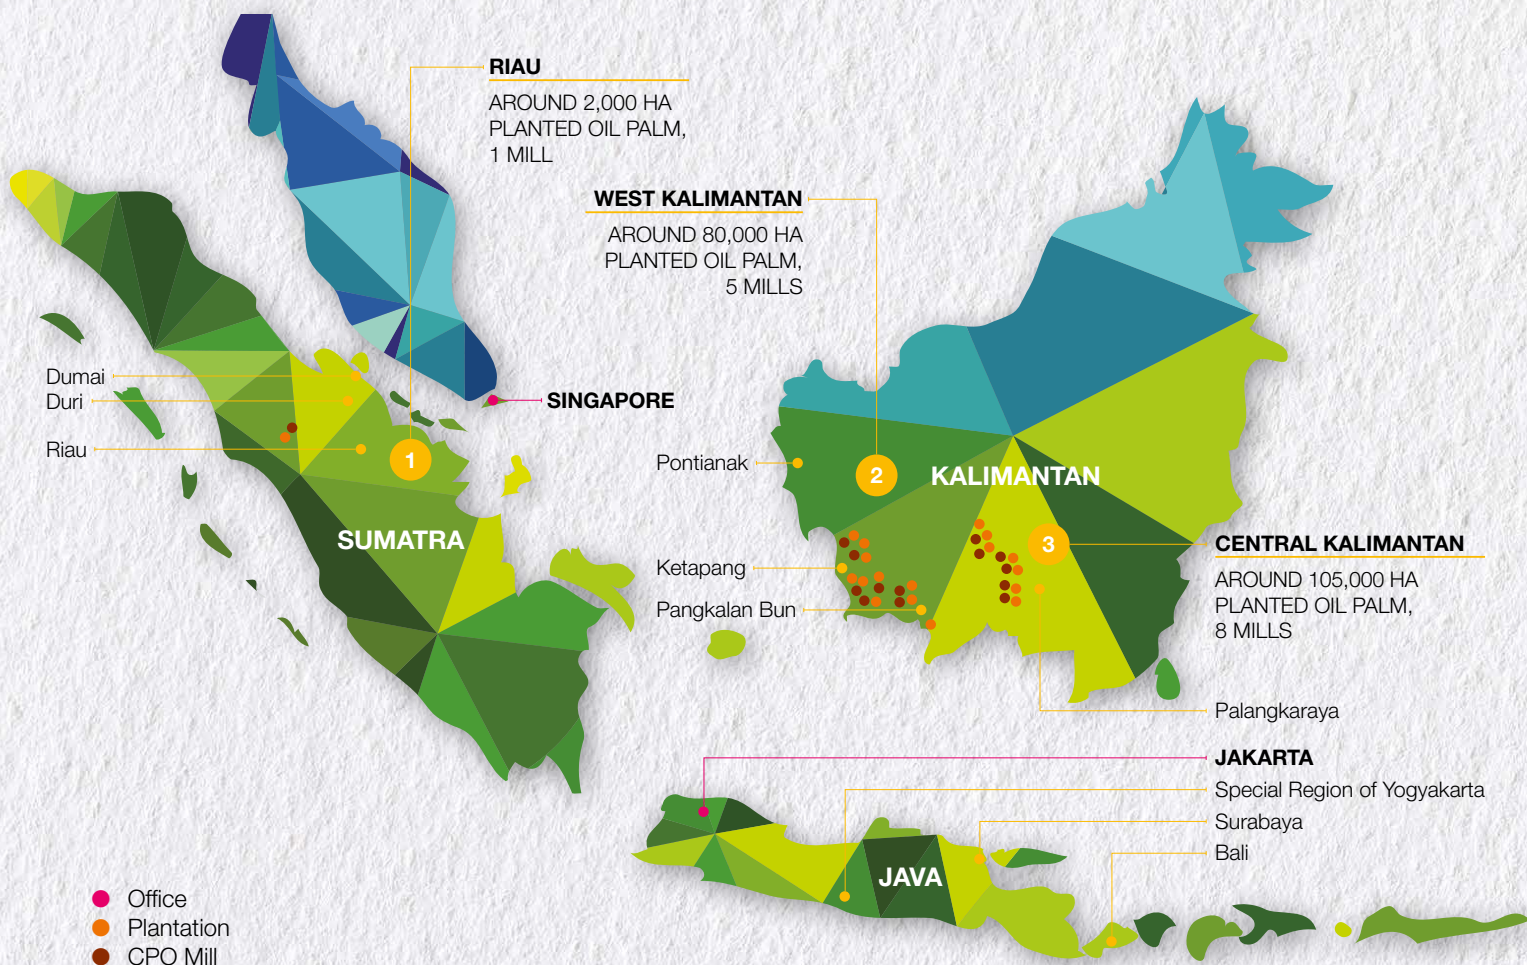 RIAU
AROUND 2,000 HA
PLANTED OIL PALM,
1 MILL
WEST KALIMANTAN
AROUND 80,000 HA
PLANTED OIL PALM,
5 MILLS
Dumai
Duri
Riau
1
SINGAPORE
SUMATRA
Pontianak
2
KALIMANTAN
3
Ketapang
Pangkalan Bun
CENTRAL KALIMANTAN
AROUND 105,000 HA
PLANTED OIL PALM,
8 MILLS
Palangkaraya
JAKARTA
Special Region of Yogyakarta
Surabaya
Bali
JAVA
Office
Plantation
CPO Mill